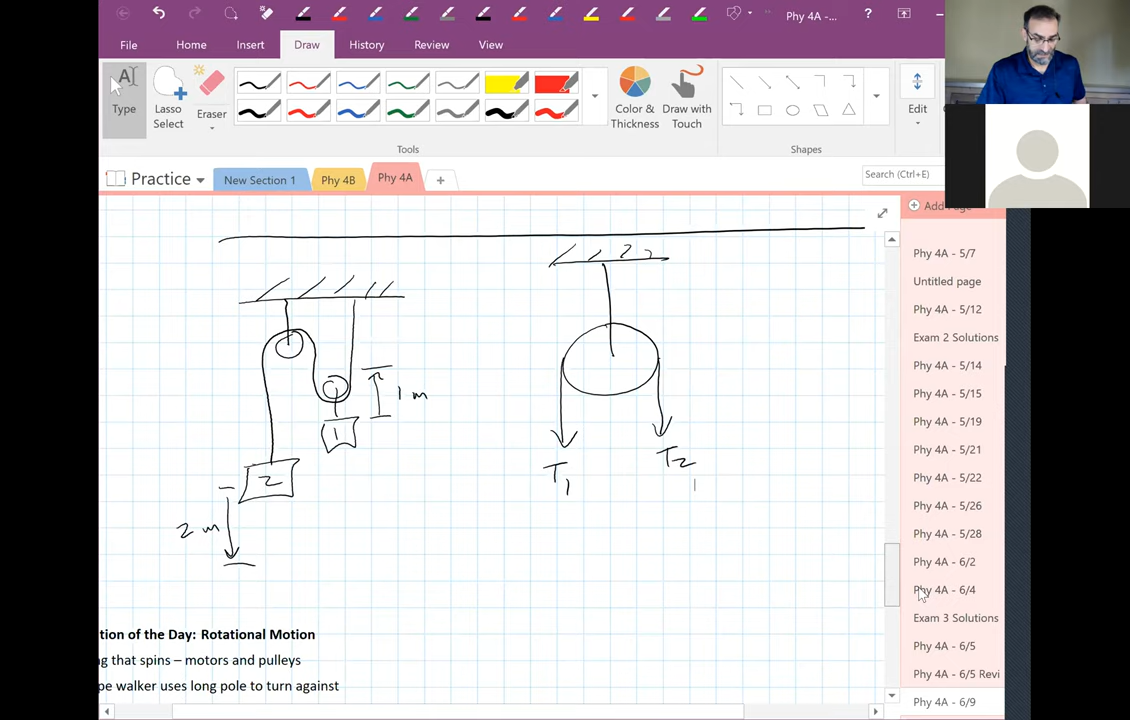 Phy 4A -...
?
File
Home
Insert
Draw
History
Review
View
Type
Lasso
Select
Eraser
Color &
Thickness
Draw with
Touch
Edit
Tools
Shapes
Practice
New Section 1
Phy 4B
Phy 4A
Search (Ctrl+E)
Add Page
Phy 4A - 5/7
Untitled page
Phy 4A - 5/12
Exam 2 Solutions
Phy 4A - 5/14
Phy 4A - 5/15
Phy 4A - 5/19
Phy 4A - 5/21
Phy 4A - 5/22
Phy 4A - 5/26
Phy 4A - 5/28
Phy 4A - 6/2
Phy 4A - 6/4
Exam 3 Solutions
Phy 4A - 6/5
Phy 4A - 6/5 Revi
Phy 4A - 6/9
1 m
1
2
2 m
T1
T2
tion of the Day: Rotational Motion
g that spins – motors and pulleys
pe walker uses long pole to turn against